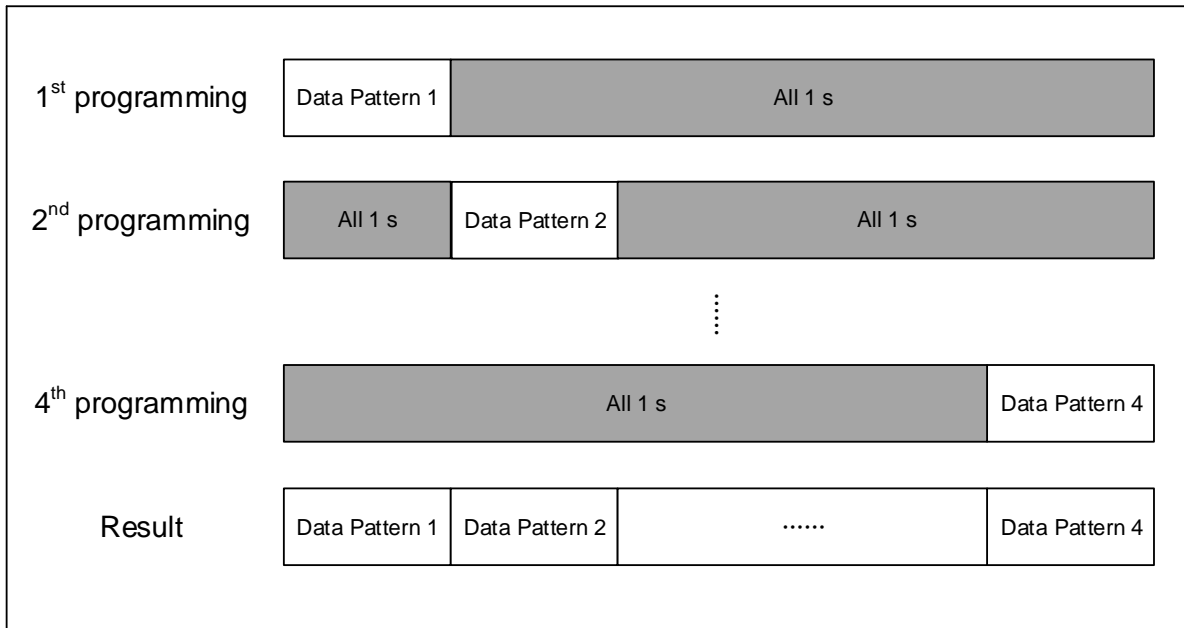 1st programming
Data Pattern 1
All 1 s
2nd programming
All 1 s
Data Pattern 2
All 1 s
4th programming
All 1 s
Data Pattern 4
Result
Data Pattern 1
Data Pattern 2
......
Data Pattern 4